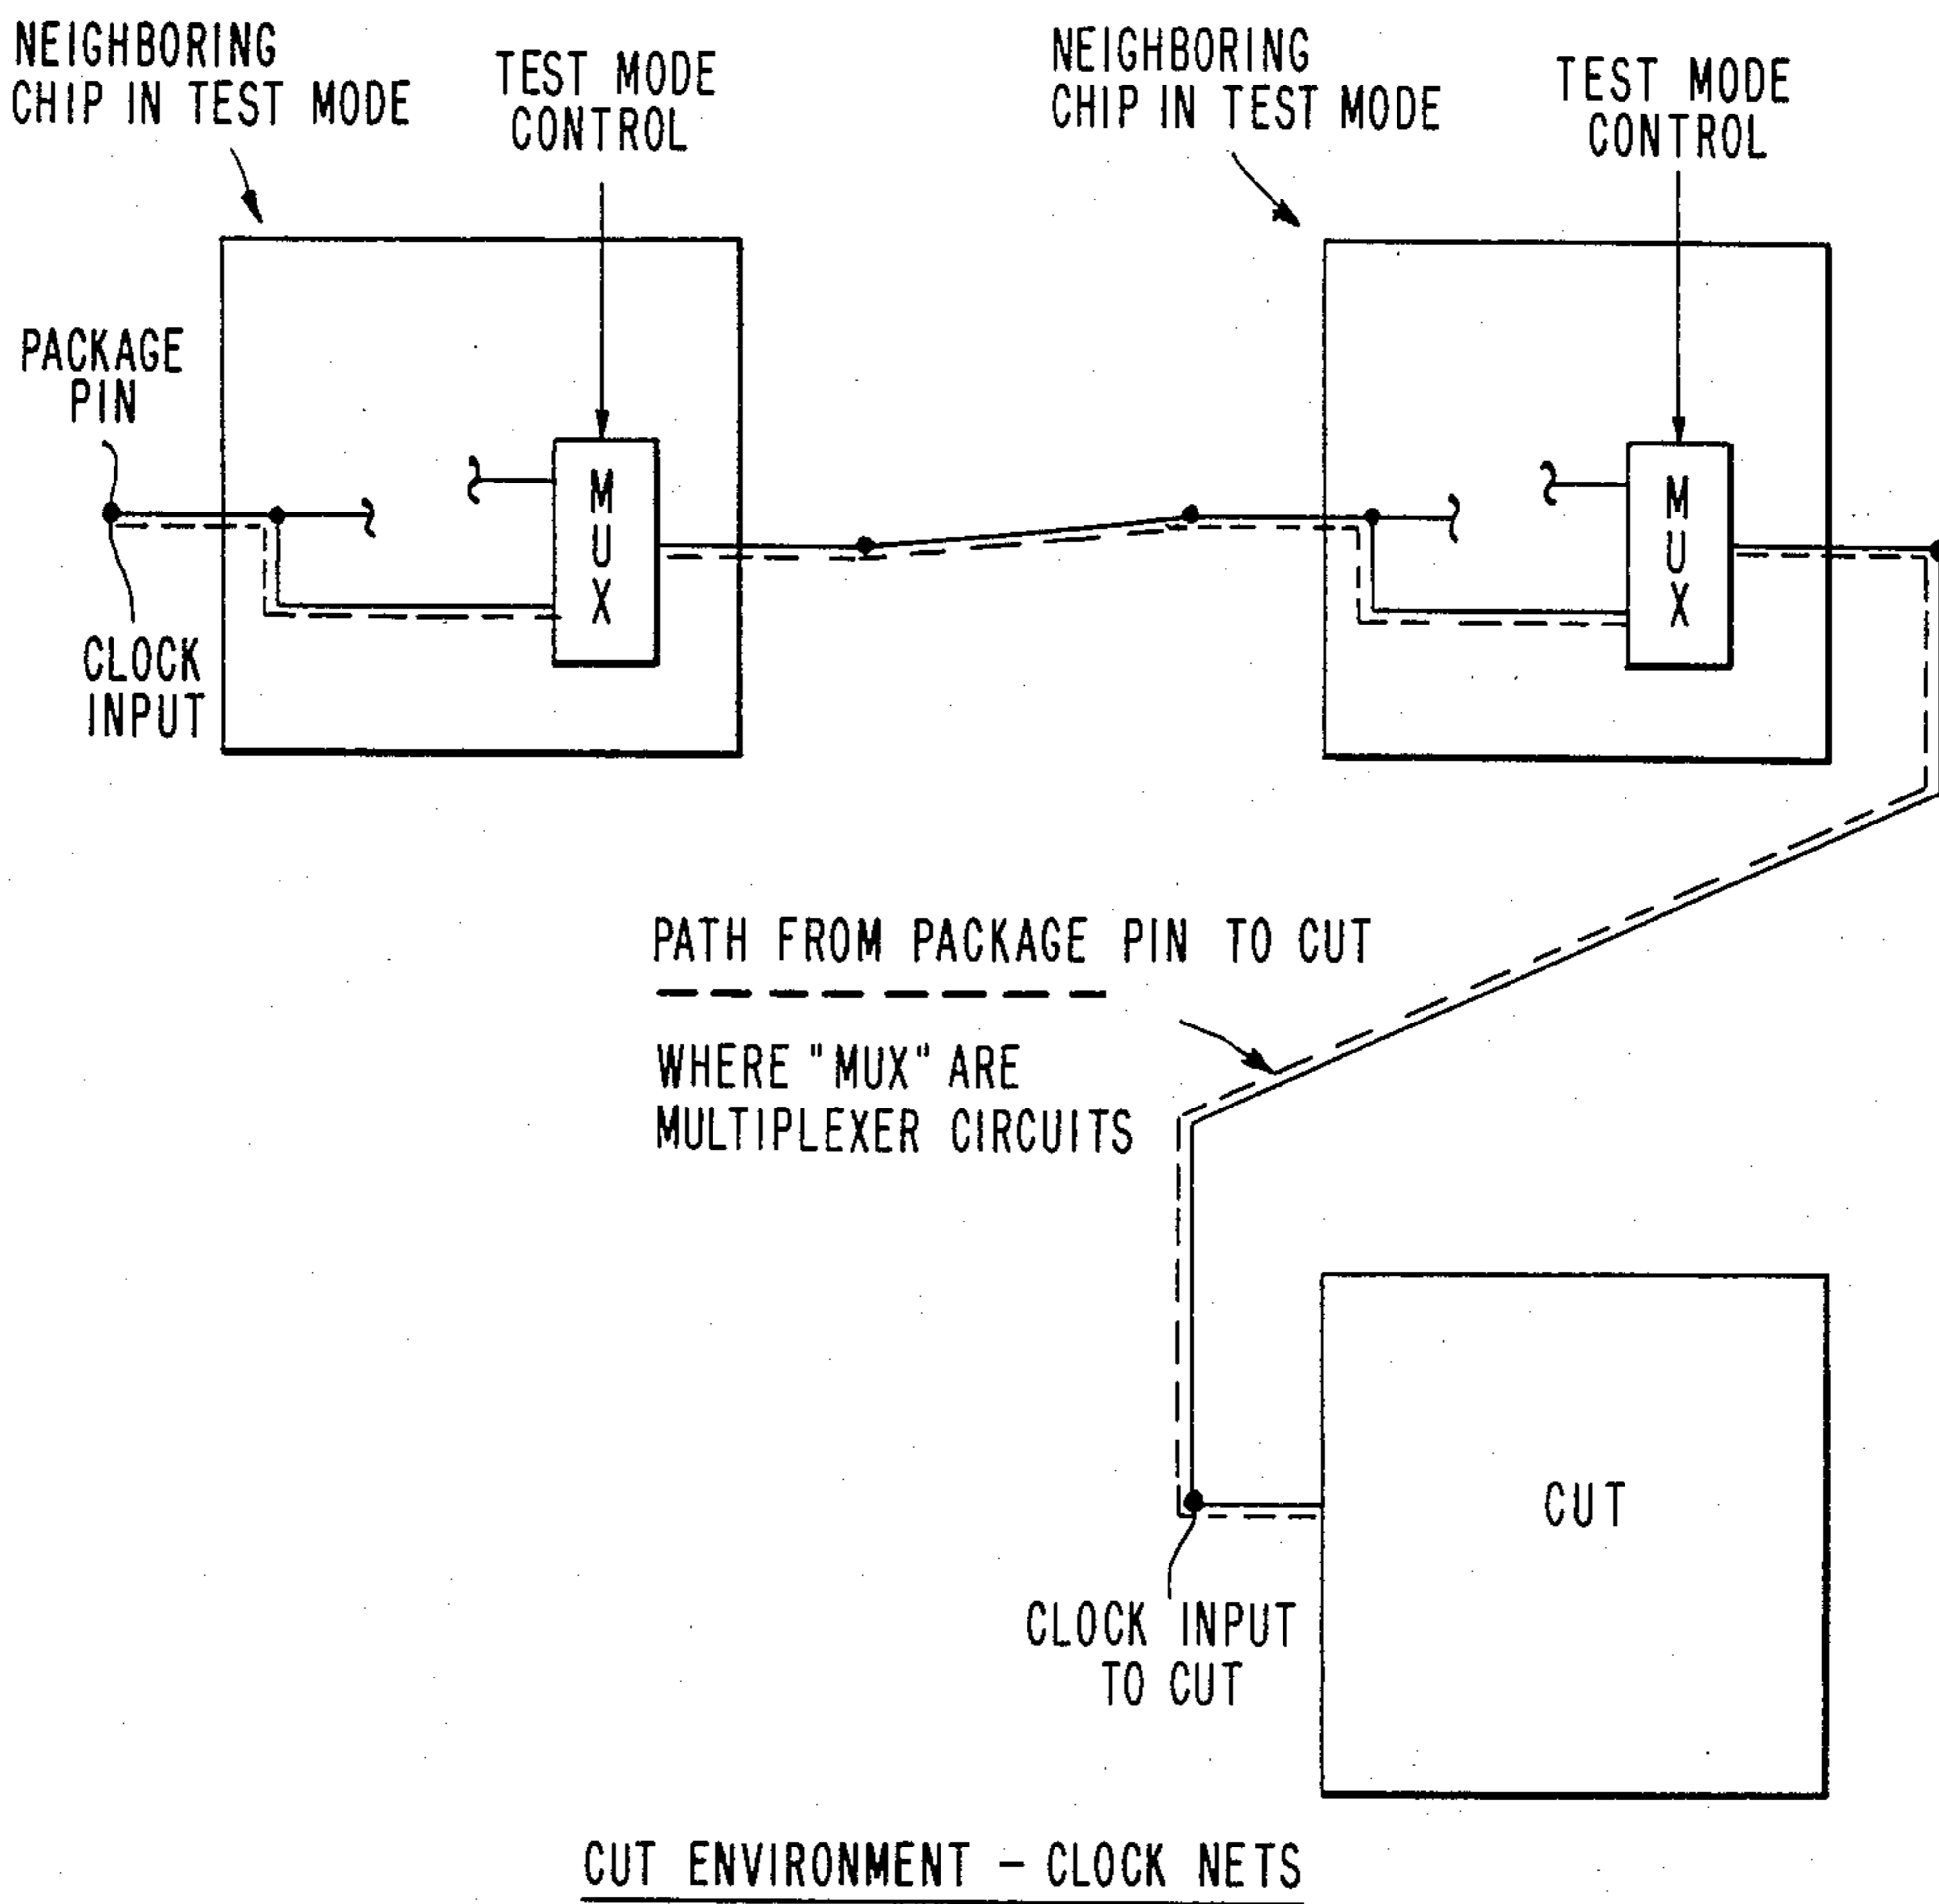 NEIGHBORING
CHIP IN TEST MODE
TEST MODE
CONTROL
NEIGHBORING
CHIP IN TEST MODE
TEST MODE
CONTROL
PACKAGE
PIN
MUX
MUX
CLOCK
INPUT
PATH FROM PACKAGE PIN TO CUT
WHERE "MUX" ARE
MULTIPLEXER CIRCUITS
CUT
CLOCK INPUT
TO CUT
CUT ENVIRONMENT – CLOCK NETS